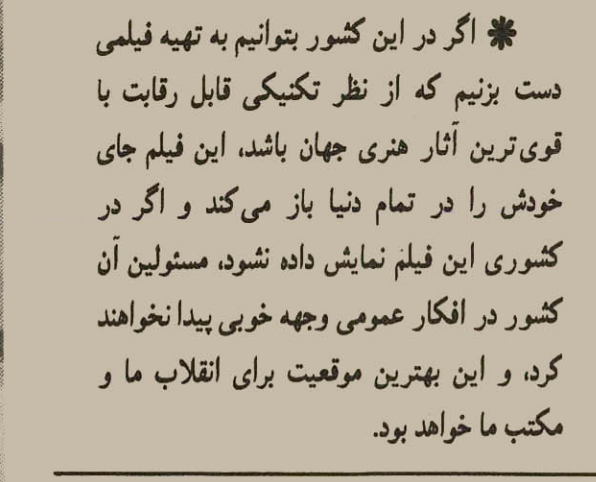 ❋ اگر در این کشور بتوانیم به تهیه فیلمی
دست بزنیم که از نظر تکنیکی قابل رقابت با
قوی‌ترین آثار هنری جهان باشد، این فیلم جای
خودش را در تمام دنیا باز می‌کند و اگر در
کشوری این فیلم نمایش داده نشود، مسئولین آن
کشور در افکار عمومی وجهه خوبی پیدا نخواهند
کرد، و این بهترین موقعیت برای انقلاب ما و
مکتب ما خواهد بود.